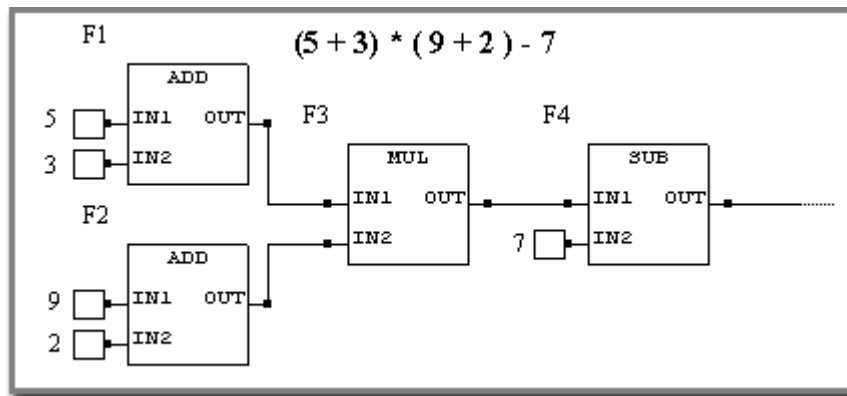 F1
(5 + 3) * ( 9 + 2 ) - 7
ADD
5 IN1 OUT
3 IN2
F3
F4
MUL
IN1 OUT
IN2
SUB
IN1 OUT
7 IN2
F2
ADD
9 IN1 OUT
2 IN2